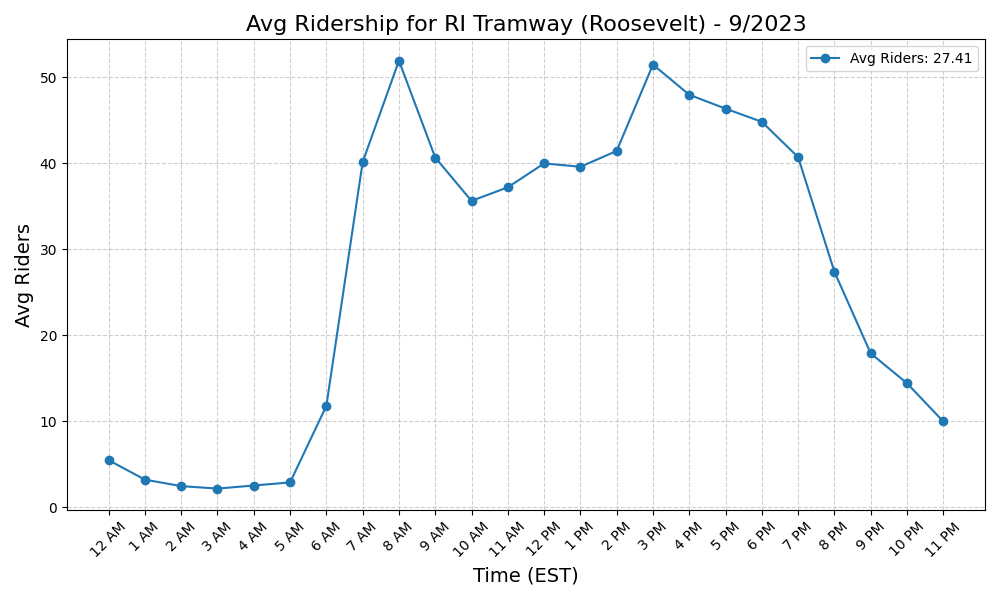 Avg Ridership for RI Tramway (Roosevelt) - 9/2023
Avg Riders: 27.41
Avg Riders
50
40
30
20
10
0
12 AM
1 AM
2 AM
3 AM
4 AM
5 AM
6 AM
7 AM
8 AM
9 AM
10 AM
11 AM
12 PM
1 PM
2 PM
3 PM
4 PM
5 PM
6 PM
7 PM
8 PM
9 PM
10 PM
11 PM
Time (EST)